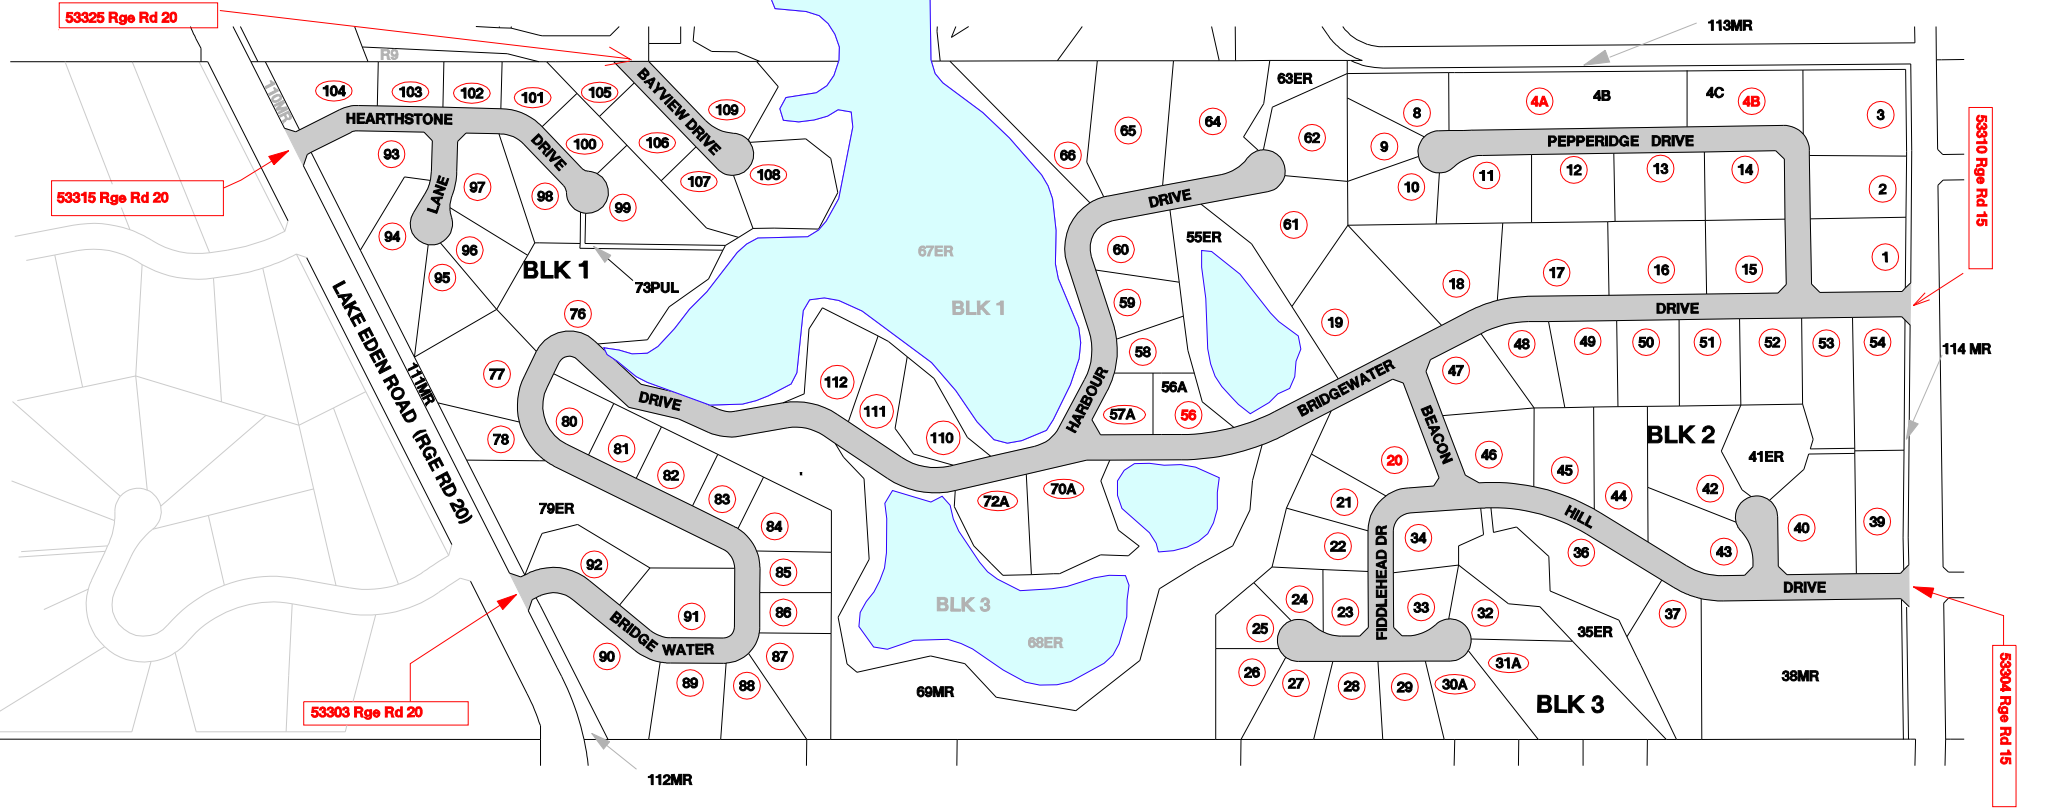 53325 Rge Rd 20
113MR
R9
110MR
104
103
102
101
105
109
63ER
8
4A
4B
4C
4B
3
HEARTHSTONE
DRIVE
BAYVIEW DRIVE
65
64
62
66
PEPPERIDGE DRIVE
53310 Rge Rd 15
93
100
106
107
108
9
10
11
12
13
14
2
53315 Rge Rd 20
LANE
97
98
99
DRIVE
61
94
96
95
60
55ER
67ER
BLK 1
73PUL
76
BLK 1
59
18
17
16
15
1
LAKE EDEN ROAD (RGE RD 20)
111MR
19
DRIVE
58
48
49
50
51
52
53
54
114 MR
77
112
111
110
HARBOUR
56A
57A
56
BRIDGEWATER
47
DRIVE
78
80
81
82
83
84
BEACON
BLK 2
20
46
45
44
42
41ER
72A
70A
21
79ER
HILL
40
39
22
34
36
43
FIDDLEHEAD DR
92
85
86
87
91
BRIDGE WATER
90
89
88
BLK 3
68ER
24
23
33
32
37
DRIVE
25
35ER
26
27
28
29
30A
31A
BLK 3
38MR
69MR
53303 Rge Rd 20
53304 Rge Rd 15
112MR